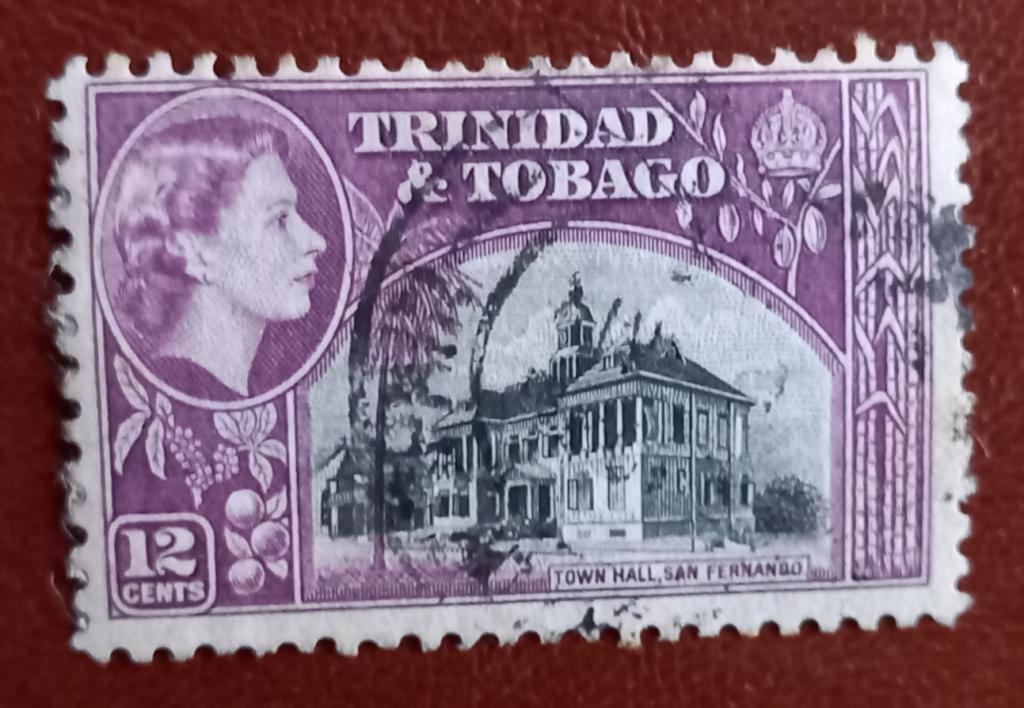 TRINIDAD
& TOBAGO
12
CENTS
TOWN HALL, SAN FERNANDO